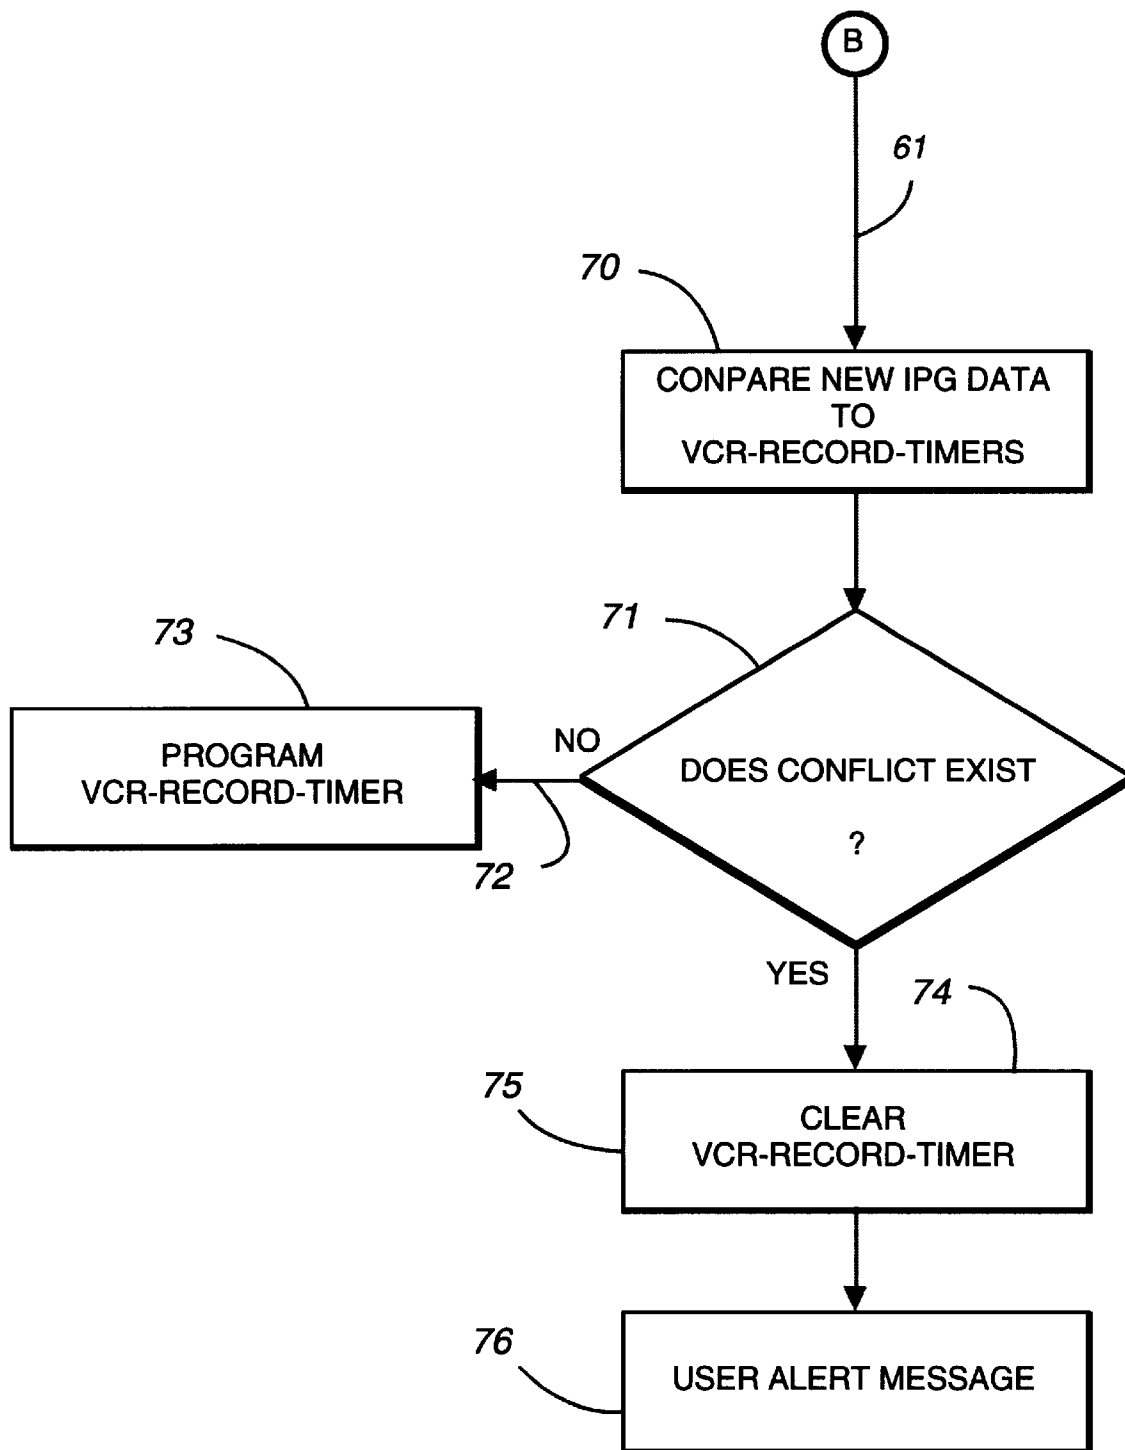 B
61
70
CONPARE NEW IPG DATA
TO
VCR-RECORD-TIMERS
71
73
NO
PROGRAM
VCR-RECORD-TIMER
DOES CONFLICT EXIST
?
72
YES
74
75
CLEAR
VCR-RECORD-TIMER
76
USER ALERT MESSAGE